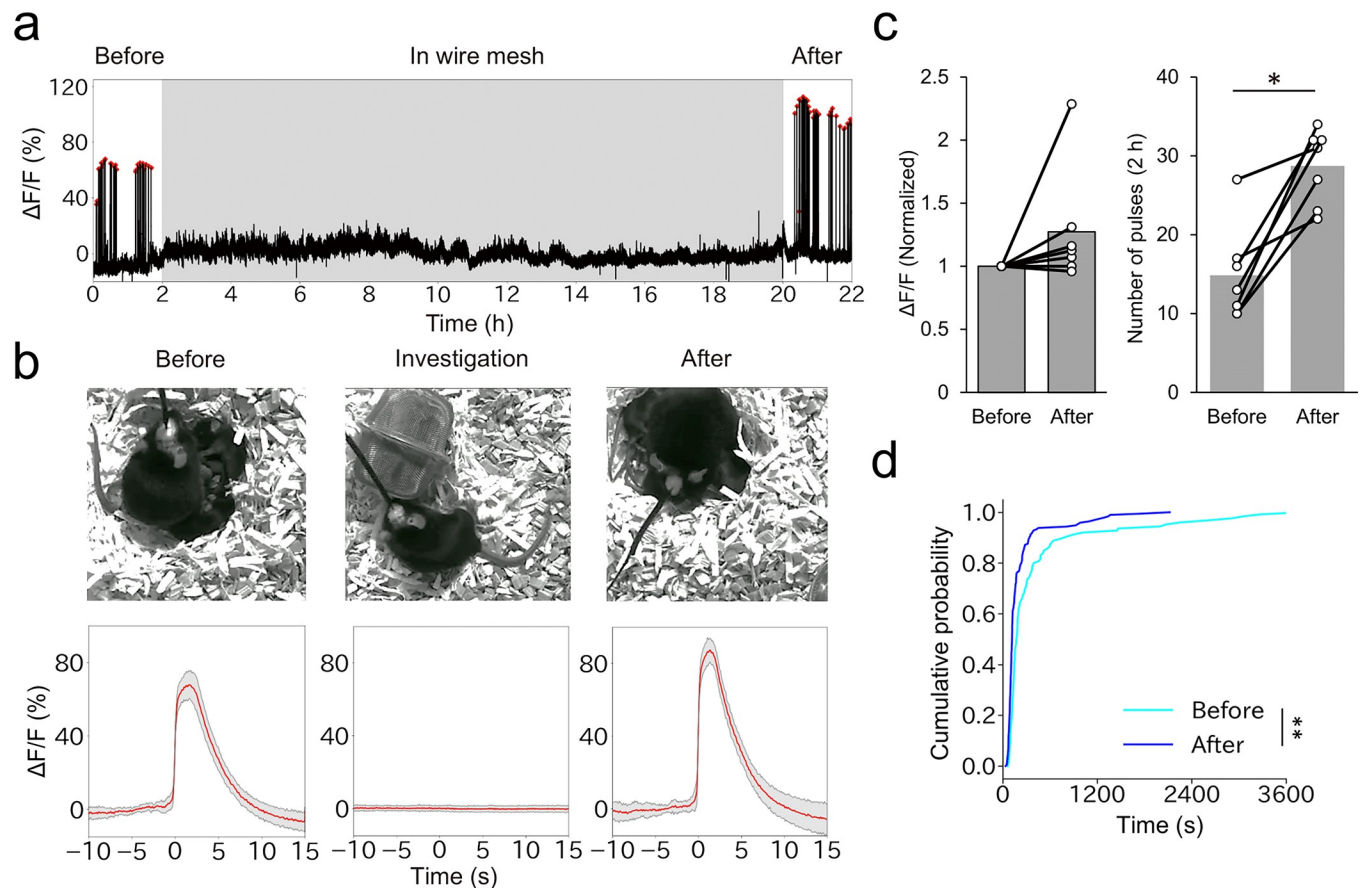 a
Before In wire mesh After
ΔF/F (%)
120
80
40
0
0 2 4 6 8 10 12 14 16 18 20 22
Time (h)
b
Before Investigation After
ΔF/F (%)
80 80
40 40
0 0
−10 −5 0 5 10 15 −10 −5 0 5 10 15 −10 −5 0 5 10 15
Time (s)
c
ΔF/F (Normalized)
2.5
2
1.5
1
0.5
0
Before After
Number of pulses (2 h)
40
30
20
10
0
*
Before After
d
Cumulative probability
1.0
0.8
0.6
0.4
0.2
0.0
Before
After
**
0 1200 2400 3600
Time (s)